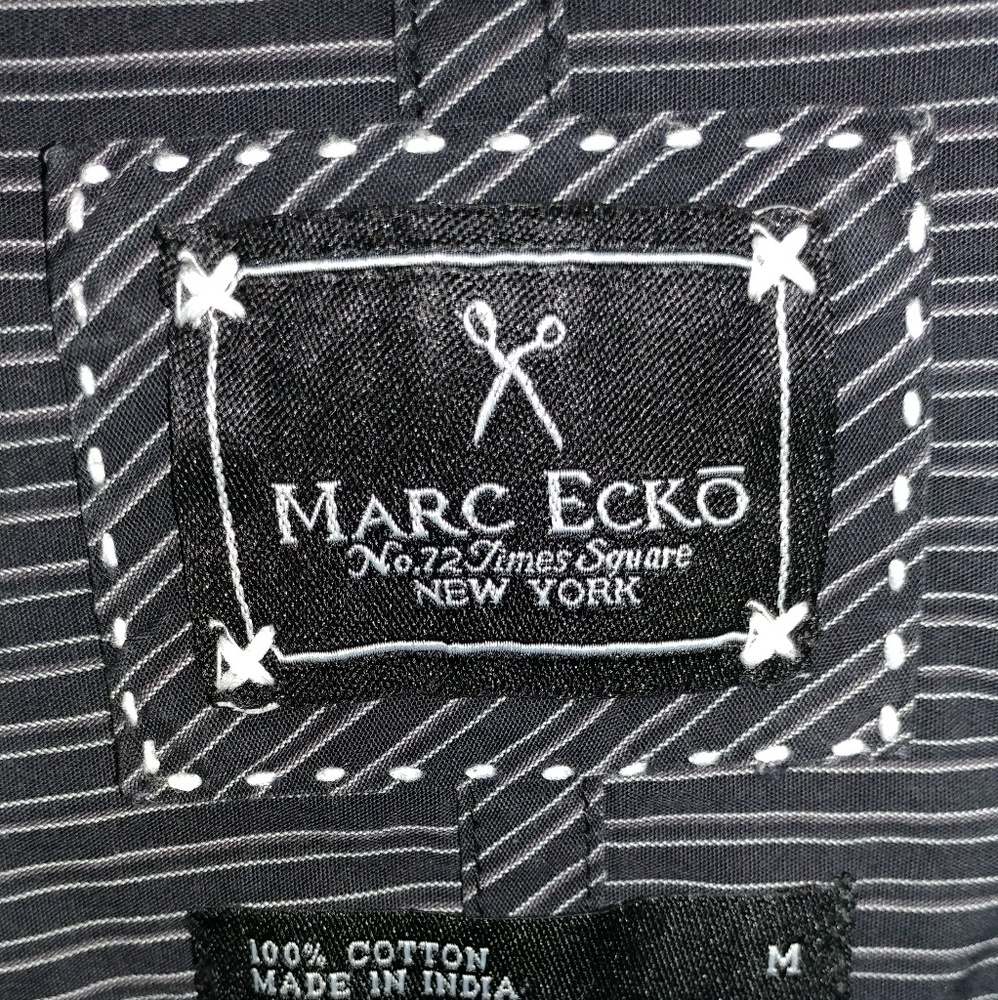 MARC ECKŌ
No.72 Times Square
NEW YORK
100% COTTON M
MADE IN INDIA